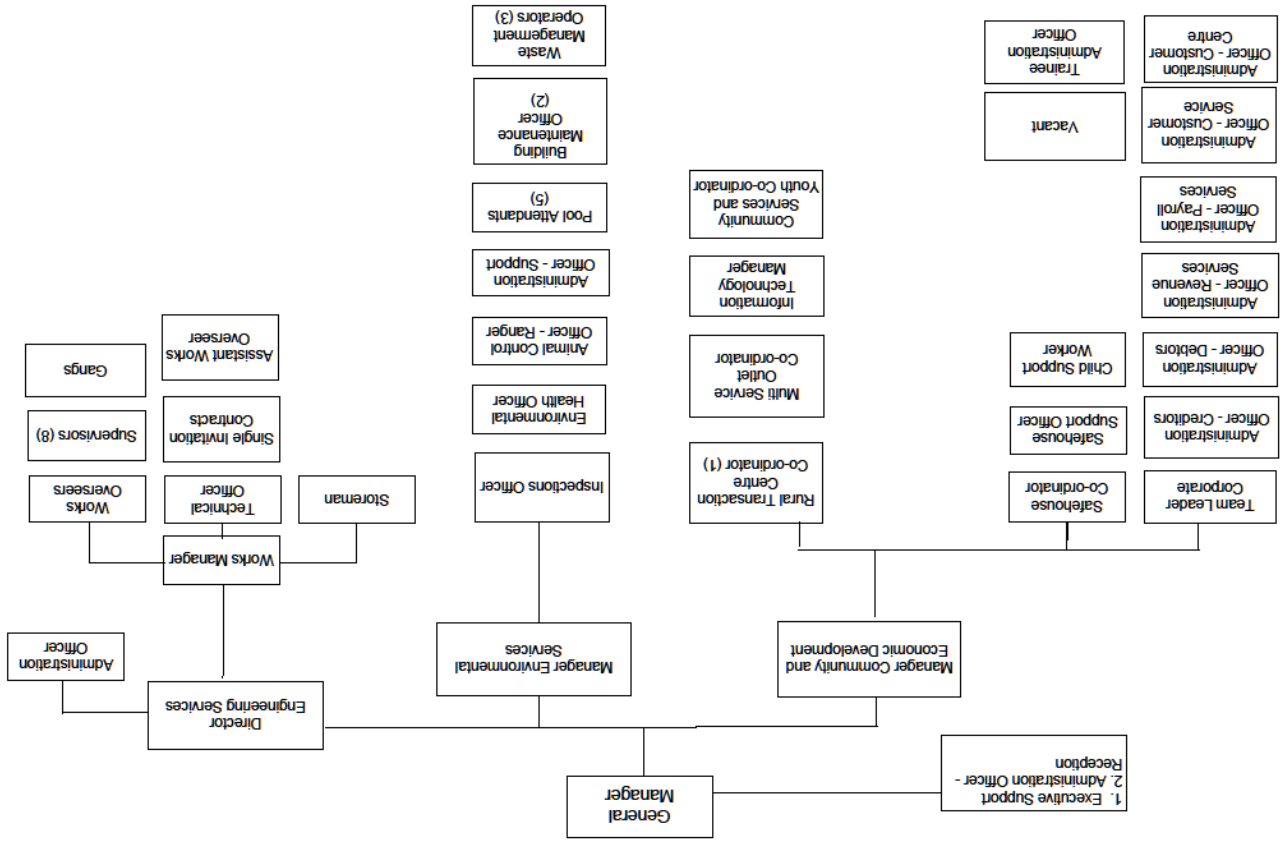 General
Manager
1. Executive Support
2. Administration Officer -
Reception
Manager Community and
Economic Development
Manager Environmental
Services
Director
Engineering Services
Administration
Officer
Works Manager
Team Leader
Corporate
Administration
Officer - Creditors
Administration
Officer - Debtors
Administration
Officer - Revenue
Services
Administration
Officer - Payroll
Services
Administration
Officer - Customer
Service
Administration
Officer - Customer
Centre
Safehouse
Co-ordinator
Safehouse
Support Officer
Child Support
Worker
Vacant
Trainee
Administration
Officer
Rural Transaction
Centre
Co-ordinator (1)
Multi Service
Outlet
Co-ordinator
Information
Technology
Manager
Community
Services and
Youth Co-ordinator
Inspections Officer
Environmental
Health Officer
Animal Control
Officer - Ranger
Administration
Officer - Support
Pool Attendants
(5)
Building
Maintenance
Officer
(2)
Waste
Management
Operators (3)
Storeman
Technical
Officer
Single Invitation
Contracts
Assistant Works
Overseer
Works
Overseers
Supervisors (8)
Gangs